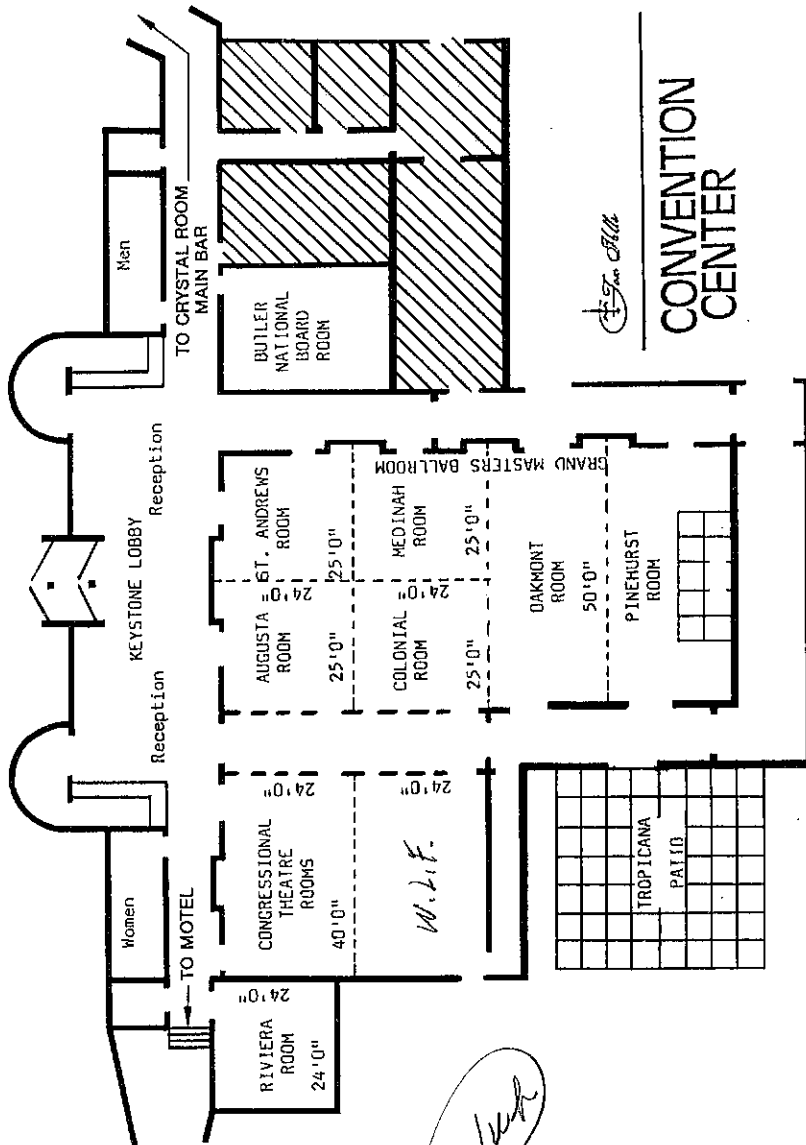 Men
TO CRYSTAL ROOM
MAIN BAR
BUTLER
NATIONAL
BOARD
ROOM
KEYSTONE LOBBY
Reception
Reception
Women
TO MOTEL
ST. ANDREWS
ROOM
25'0"
AUGUSTA
ROOM
25'0"
24'0"
MEDINAH
ROOM
25'0"
COLONIAL
ROOM
25'0"
24'0"
GRAND MASTERS BALLROOM
OAKMONT
ROOM
50'0"
PINEHURST
ROOM
CONGRESSIONAL
THEATRE
ROOMS
40'0"
24'0"
W.L.F.
24'0"
RIVIERA
ROOM
24'0"
24'0"
TROPICANA
PATIO
CONVENTION
CENTER